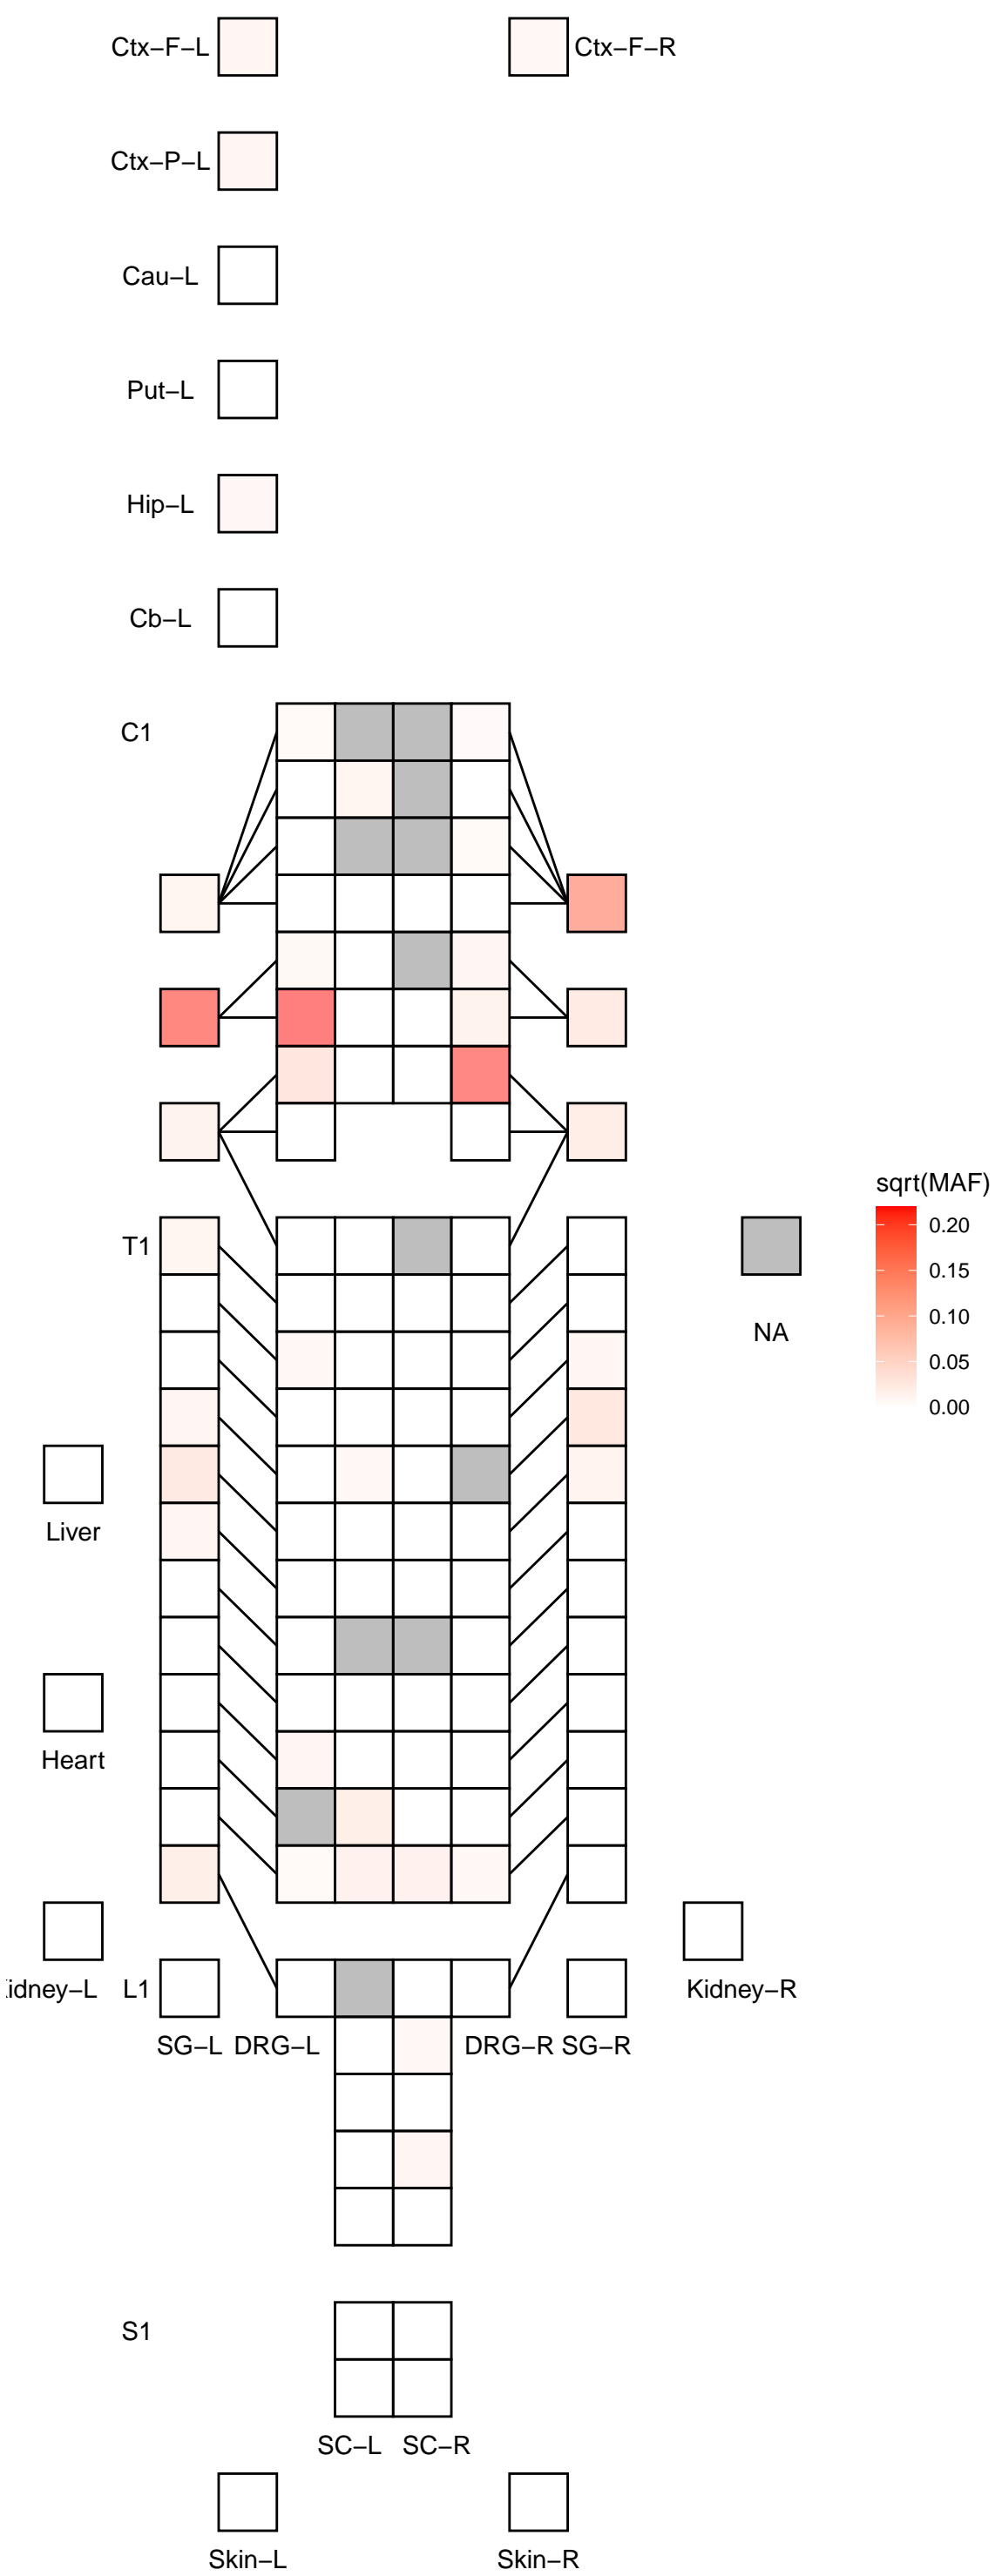 Ctx−F−L
Ctx−F−R
Ctx−P−L
Cau−L
Put−L
Hip−L
Cb−L
C1
sqrt(MAF)
T1
0.20
0.15
NA
0.10
0.05
0.00
Liver
Heart
idney−L
L1
Kidney−R
SG−L
DRG−L
DRG−R
SG−R
S1
SC−L
SC−R
Skin−L
Skin−R